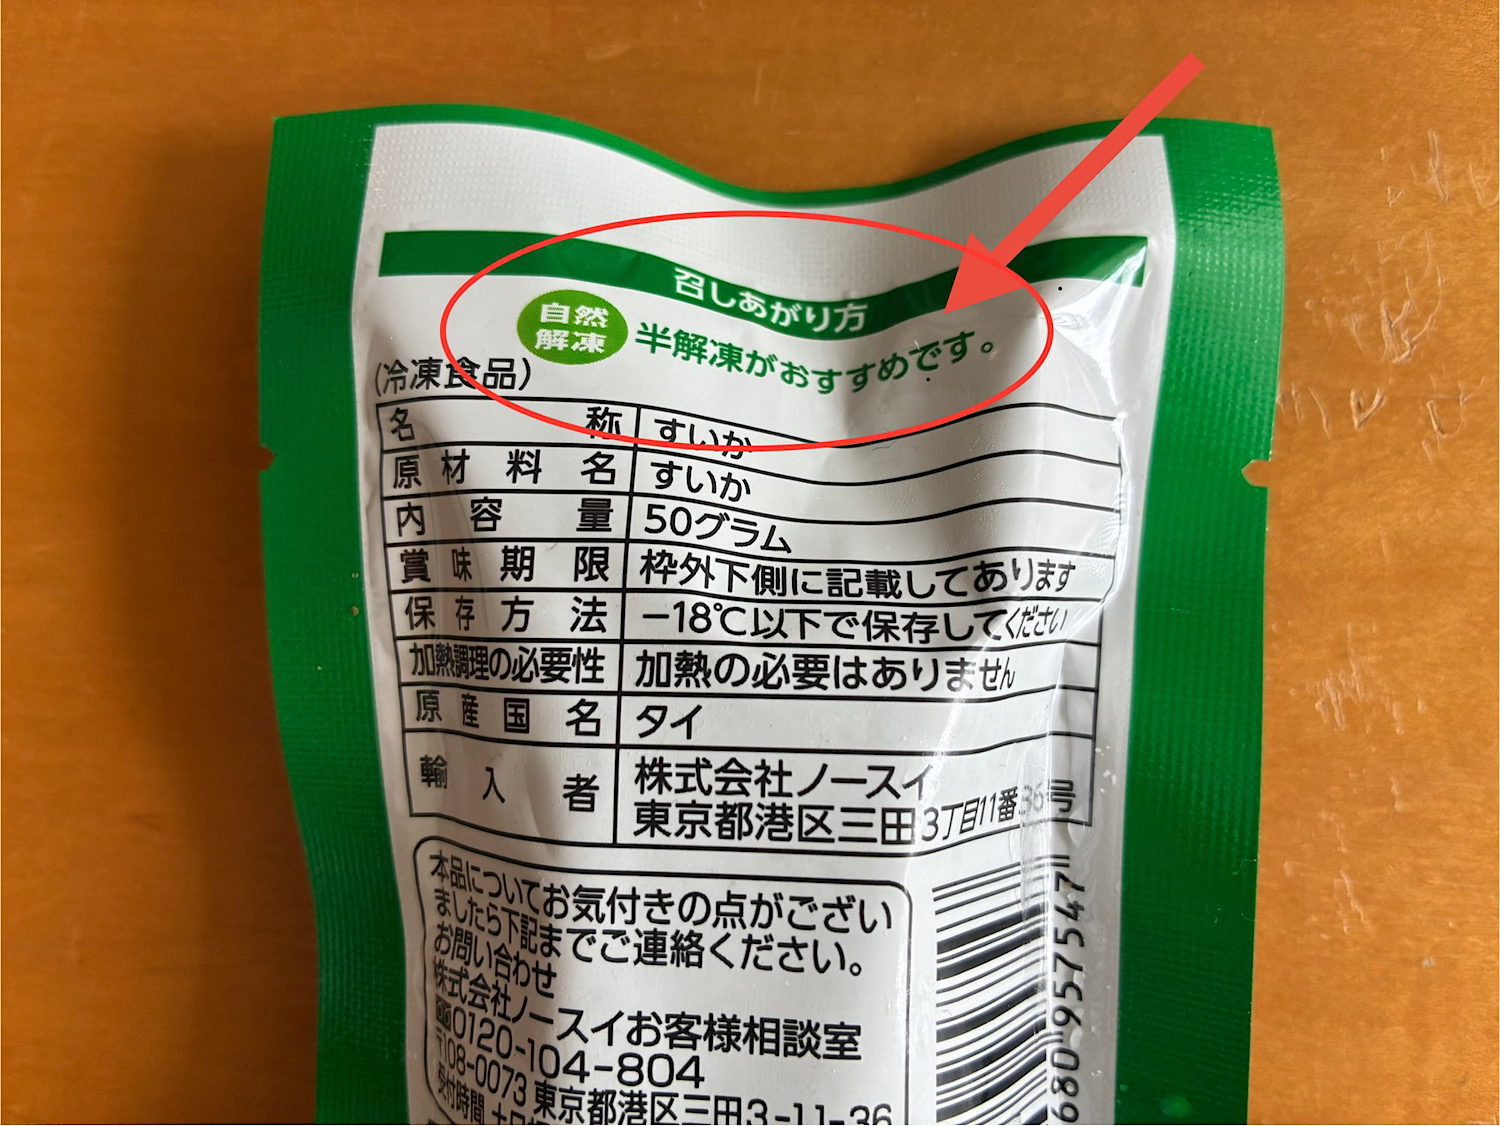 召しあがり方
自然
解凍
半解凍がおすすめです。
(冷凍食品)
名称 すいか
原材料名 すいか
内容量 50グラム
賞味期限 枠外下側に記載してあります
保存方法 −18℃以下で保存してください
加熱調理の必要性 加熱の必要はありません
原産国名 タイ
輸入者 株式会社ノースイ
東京都港区三田3丁目11番36号
本品についてお気付きの点がござい
ましたら下記までご連絡ください。
お問い合わせ
株式会社ノースイお客様相談室
0120-104-804
〒108-0073 東京都港区三田3-11-36
受付時間
680957547